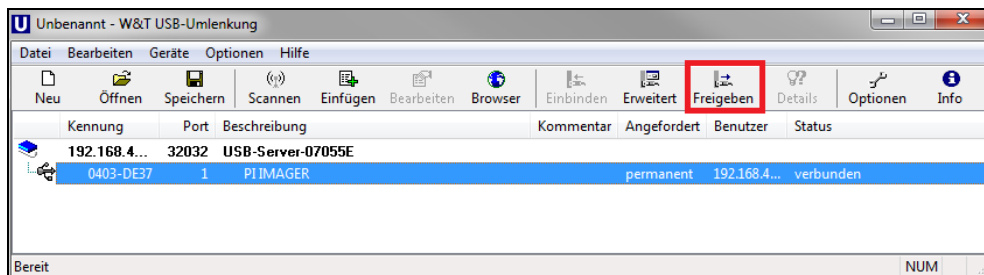 Unbenannt - W&T USB-Umlenkung
Datei Bearbeiten Geräte Optionen Hilfe
Neu Öffnen Speichern Scannen Einfügen Bearbeiten Browser Einbinden Erweitert Freigeben Details Optionen Info
Kennung Port Beschreibung Kommentar Angefordert Benutzer Status
192.168.4... 32032 USB-Server-07055E
0403-DE37 1 PI IMAGER permanent 192.168.4... verbunden
Bereit NUM